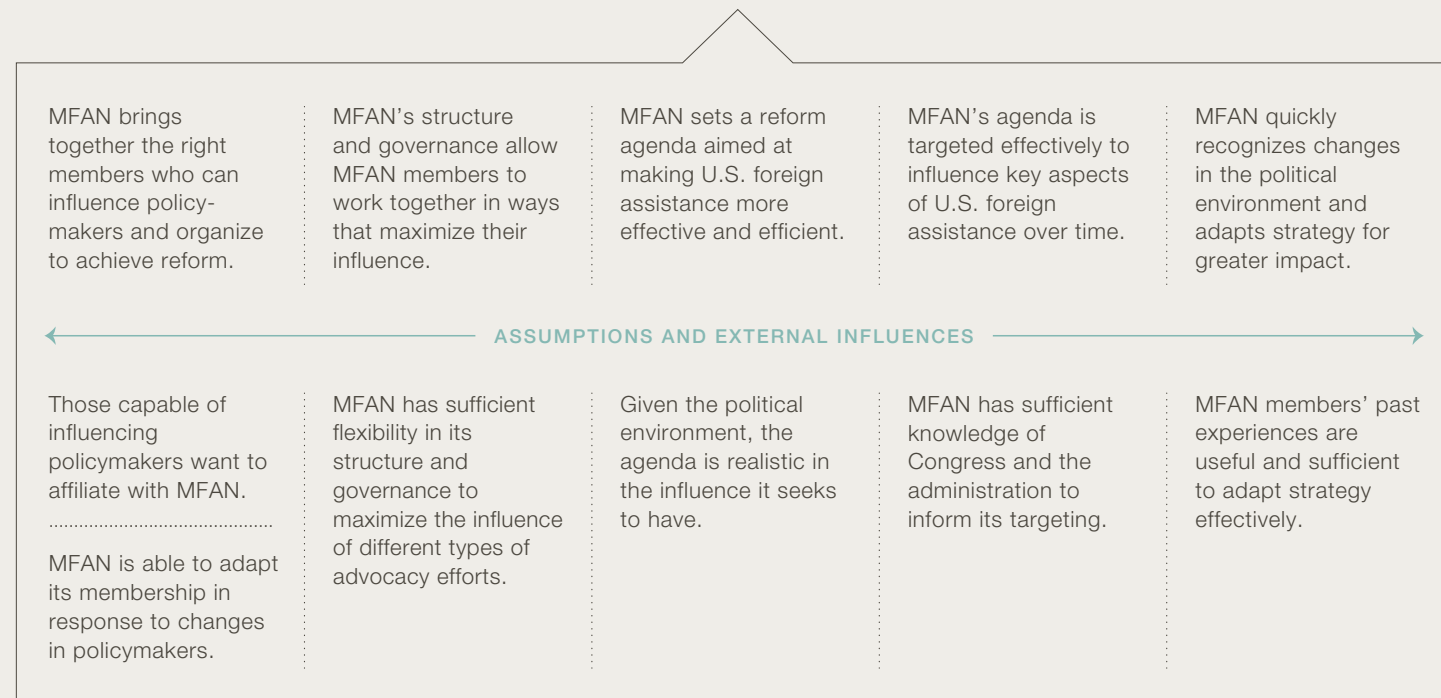 MFAN brings
together the right
members who can
influence policy-
makers and organize
to achieve reform.
MFAN’s structure
and governance allow
MFAN members to
work together in ways
that maximize their
influence.
MFAN sets a reform
agenda aimed at
making U.S. foreign
assistance more
effective and efficient.
MFAN’s agenda is
targeted effectively to
influence key aspects
of U.S. foreign
assistance over time.
MFAN quickly
recognizes changes
in the political
environment and
adapts strategy for
greater impact.
ASSUMPTIONS AND EXTERNAL INFLUENCES
Those capable of
influencing
policymakers want to
affiliate with MFAN.
MFAN is able to adapt
its membership in
response to changes
in policymakers.
MFAN has sufficient
flexibility in its
structure and
governance to
maximize the influence
of different types of
advocacy efforts.
Given the political
environment, the
agenda is realistic in
the influence it seeks
to have.
MFAN has sufficient
knowledge of
Congress and the
administration to
inform its targeting.
MFAN members’ past
experiences are
useful and sufficient
to adapt strategy
effectively.